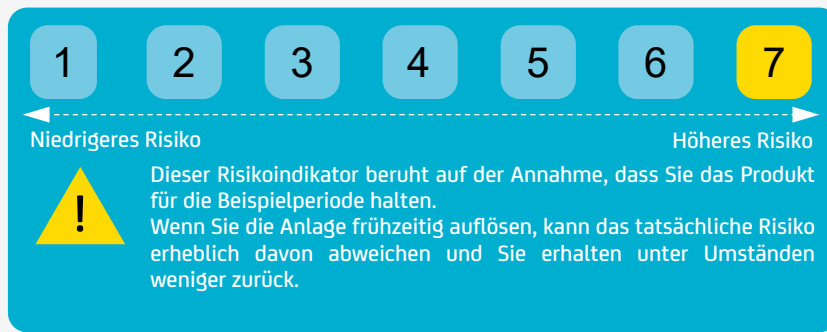 1 2 3 4 5 6 7
Niedrigeres Risiko Höheres Risiko
!
Dieser Risikoindikator beruht auf der Annahme, dass Sie das Produkt
für die Beispielperiode halten.
Wenn Sie die Anlage frühzeitig auflösen, kann das tatsächliche Risiko
erheblich davon abweichen und Sie erhalten unter Umständen
weniger zurück.